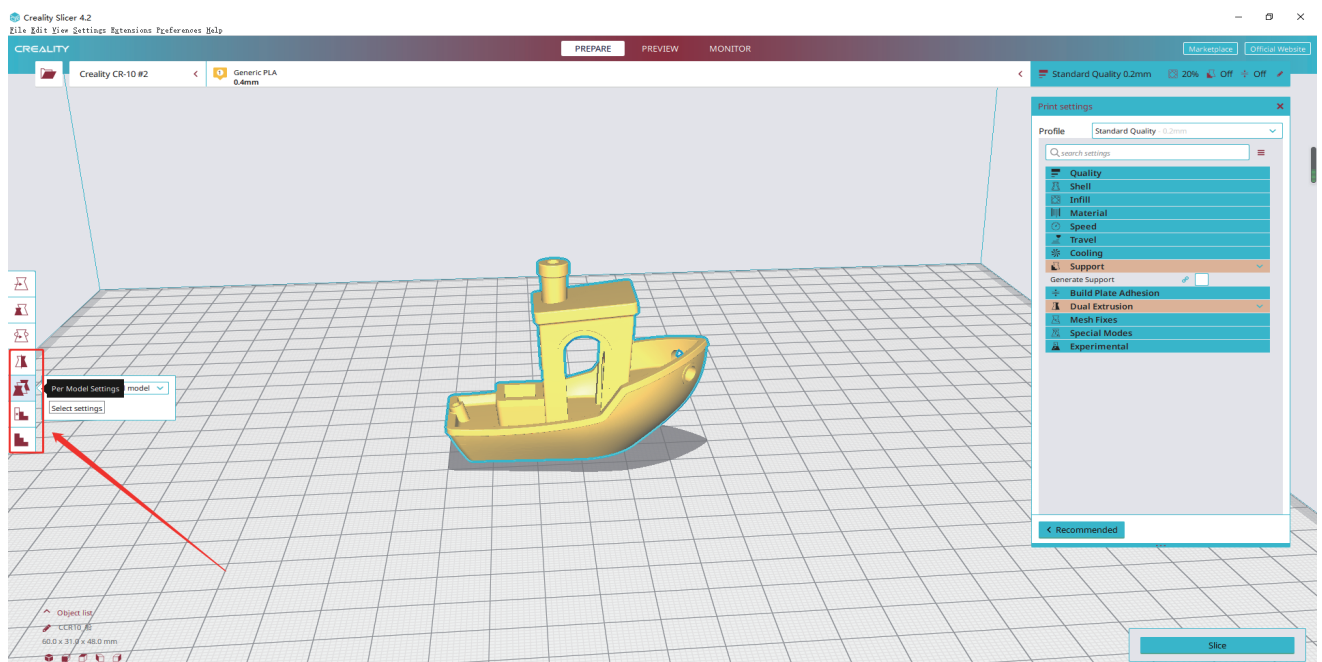 Creality Slicer 4.2
File Edit View Settings Extensions Preferences Help
CREALITY
PREPARE PREVIEW MONITOR
Marketplace Official Website
Creality CR-10 #2
1 Generic PLA
0.4mm
Standard Quality 0.2mm 20% Off Off
Print settings
Profile Standard Quality - 0.2mm
search settings
Quality
Shell
Infill
Material
Speed
Travel
Cooling
Support
Generate Support
Build Plate Adhesion
Dual Extrusion
Mesh Fixes
Special Modes
Experimental
Recommended
Per Model Settings model
Select settings
Object list
60.0 x 31.0 x 48.0 mm
Slice